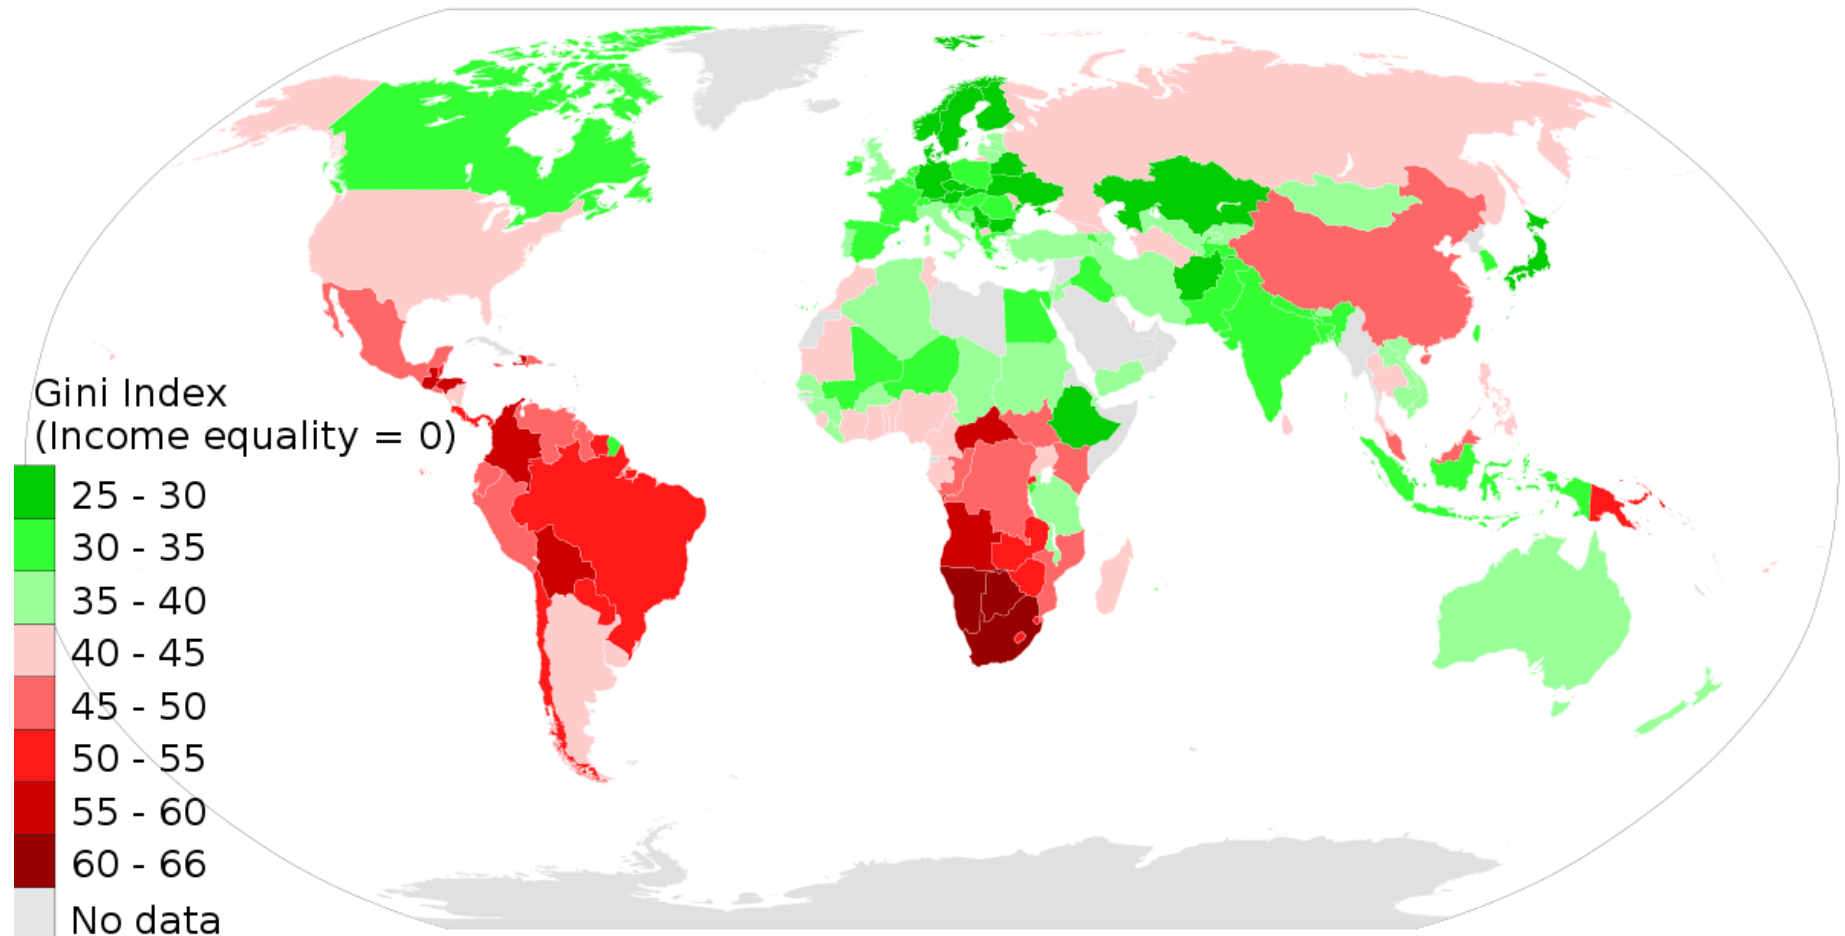 Gini Index
(Income equality = 0)
25 - 30
30 - 35
35 - 40
40 - 45
45 - 50
50 - 55
55 - 60
60 - 66
No data